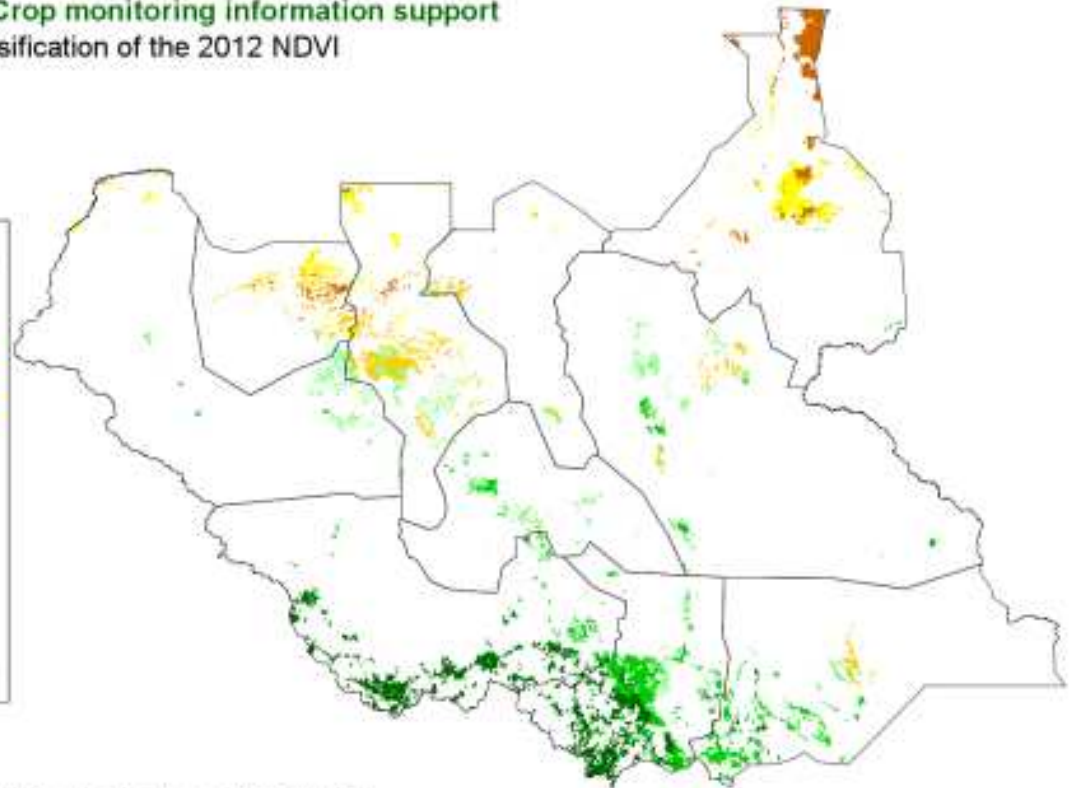 Crop monitoring information support
sification of the 2012 NDVI